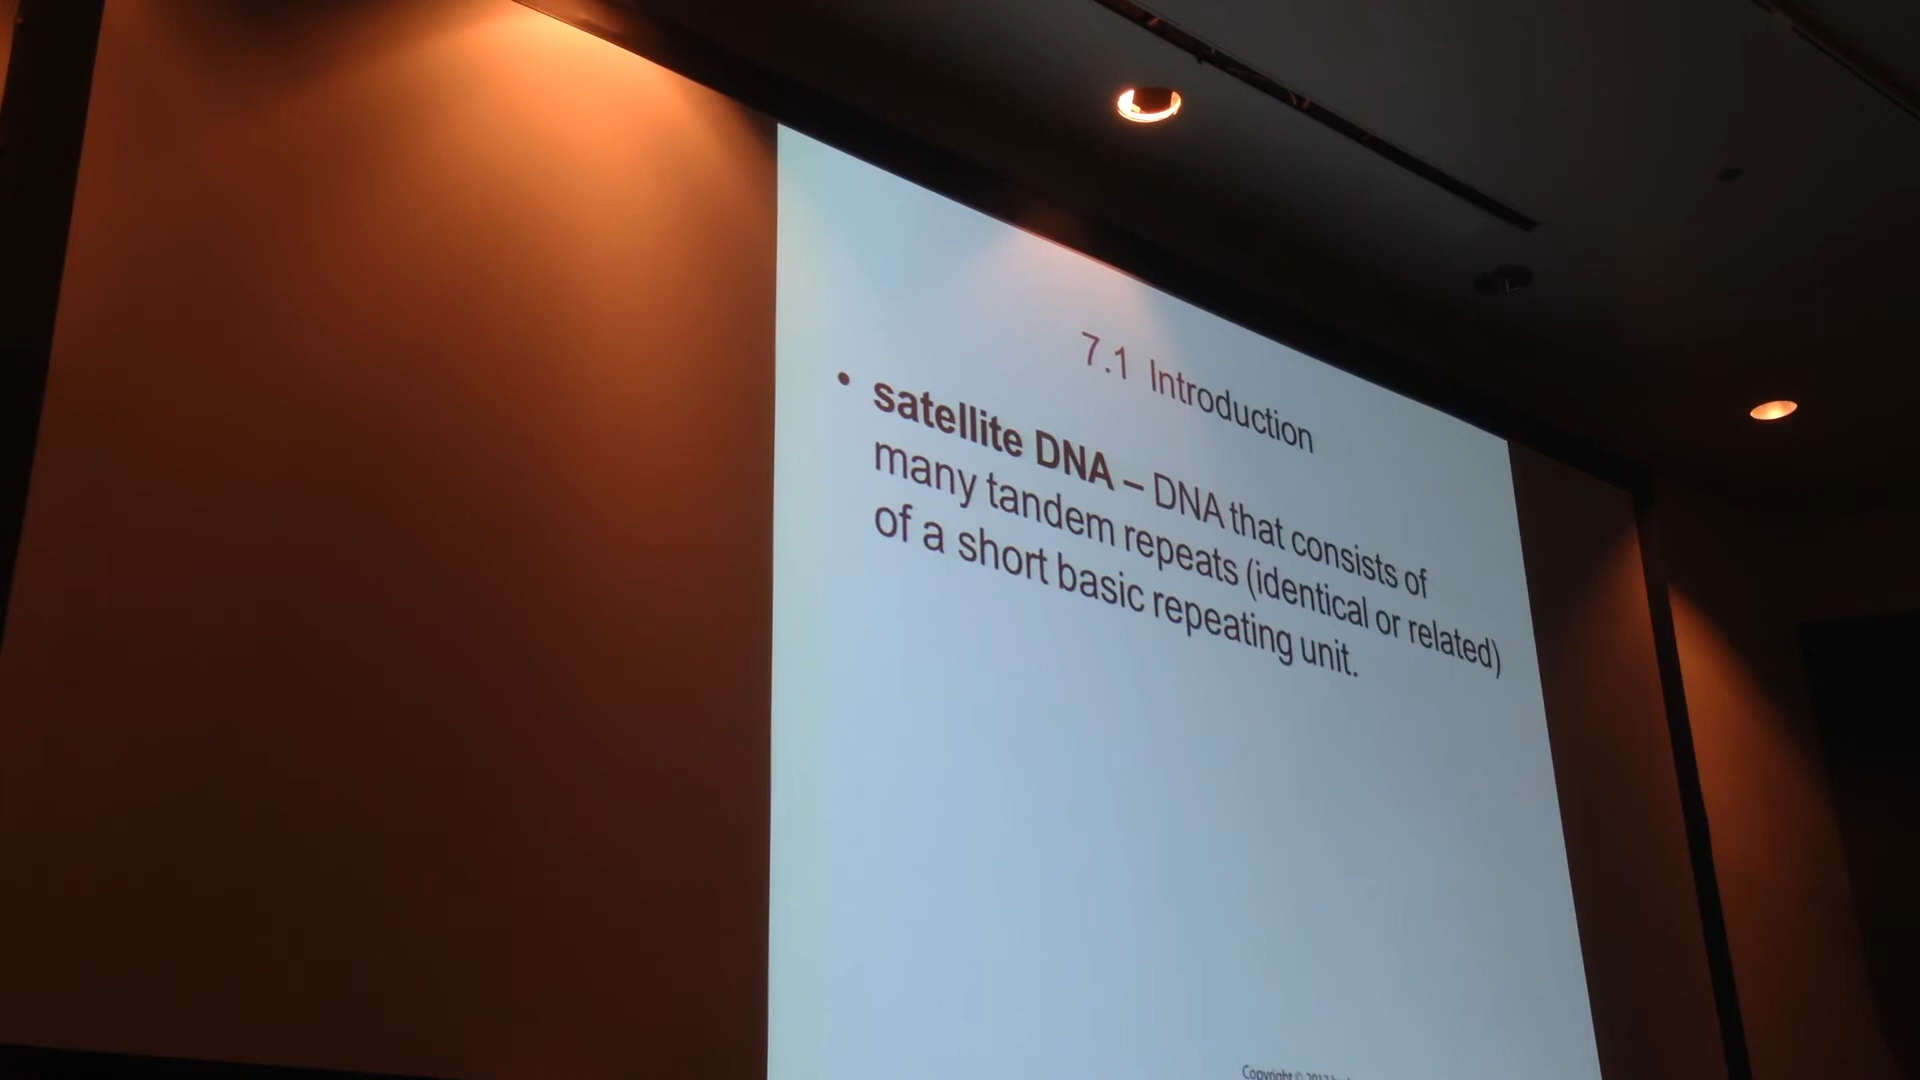 7.1 Introduction
• satellite DNA – DNA that consists of
many tandem repeats (identical or related)
of a short basic repeating unit.
Copyright ©